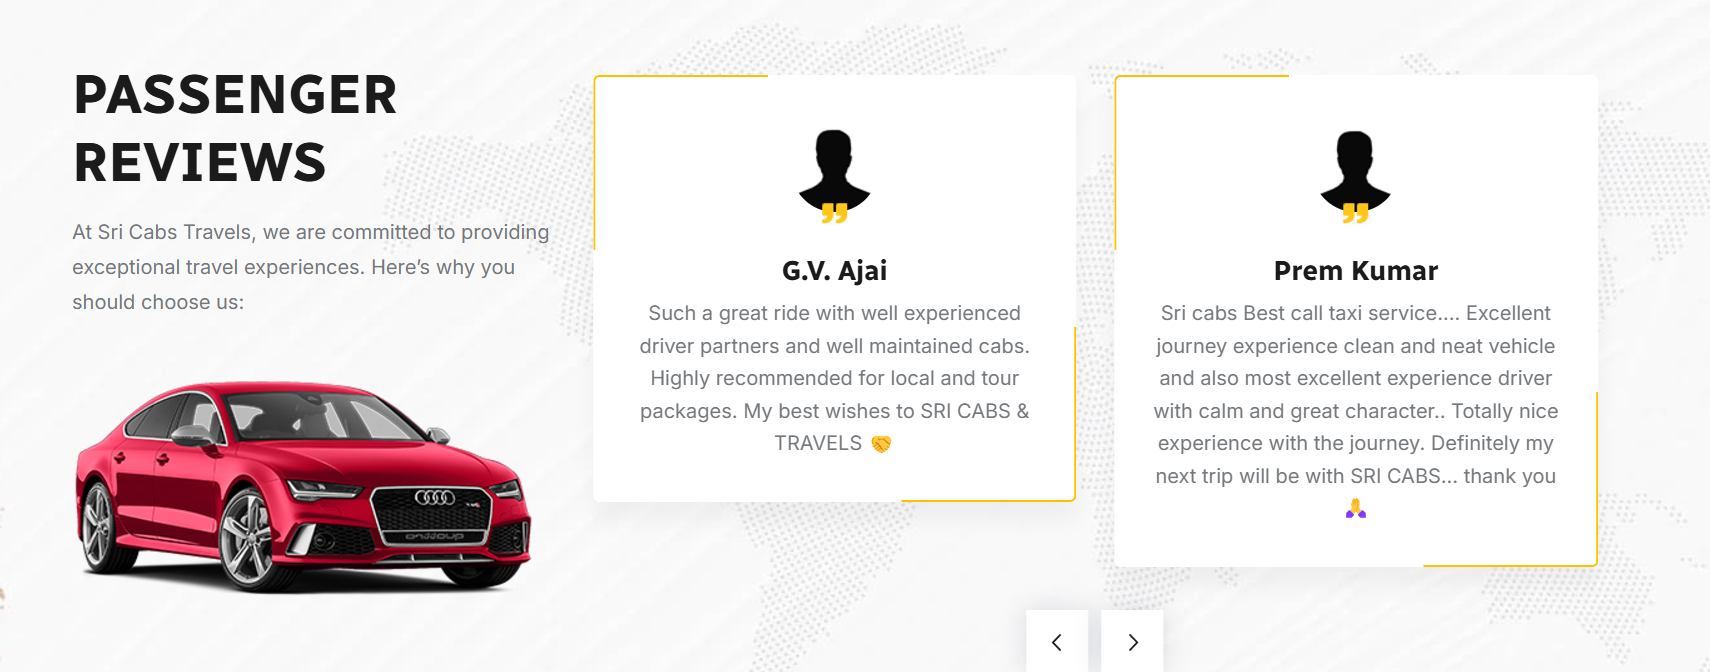 PASSENGER
REVIEWS
At Sri Cabs Travels, we are committed to providing
exceptional travel experiences. Here’s why you
should choose us:
G.V. Ajai
Such a great ride with well experienced
driver partners and well maintained cabs.
Highly recommended for local and tour
packages. My best wishes to SRI CABS &
TRAVELS 🤝
Prem Kumar
Sri cabs Best call taxi service.... Excellent
journey experience clean and neat vehicle
and also most excellent experience driver
with calm and great character.. Totally nice
experience with the journey. Definitely my
next trip will be with SRI CABS... thank you
🙏